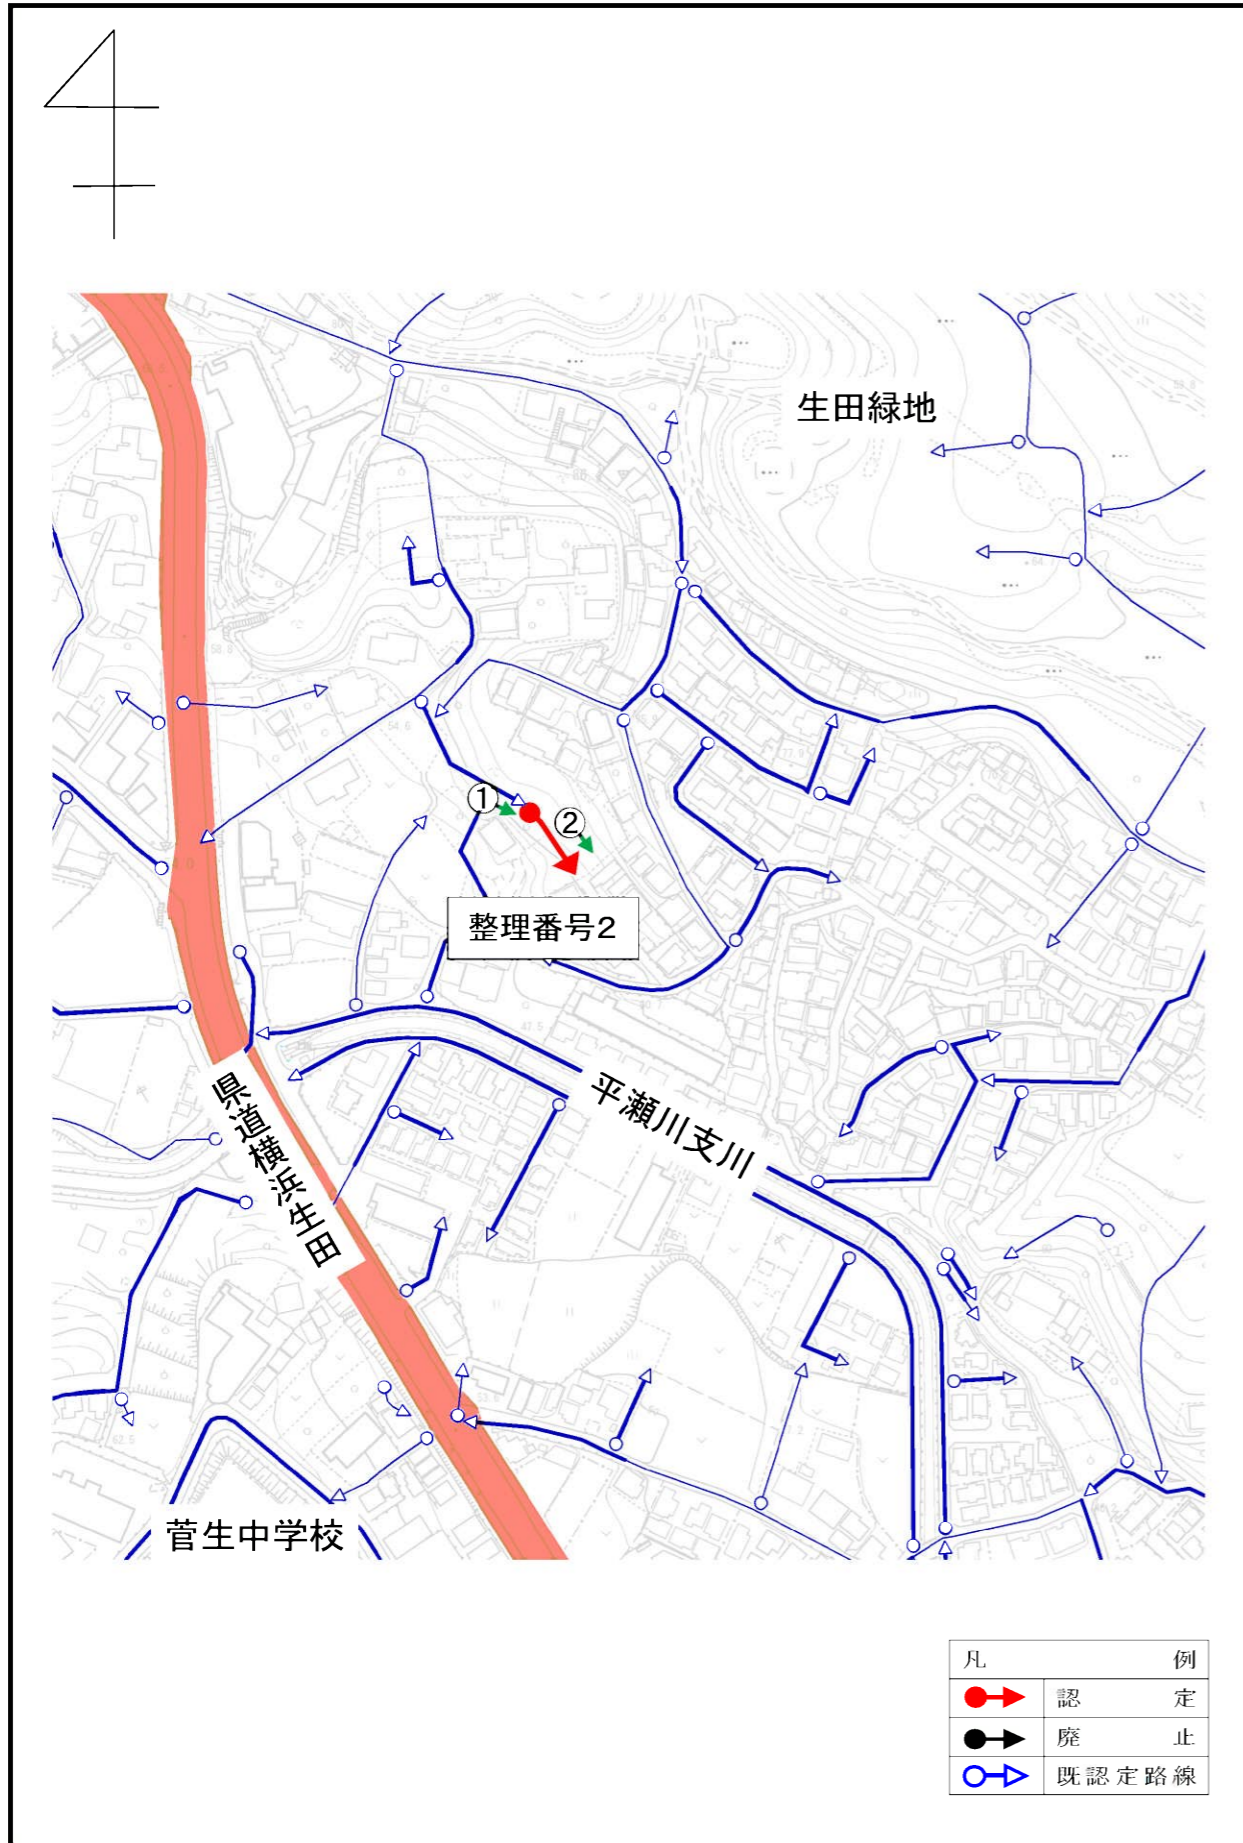 生田緑地
①
②
整理番号2
平瀬川支川
県道横浜生田
菅生中学校
凡 例
認 定
廃 止
既認定路線